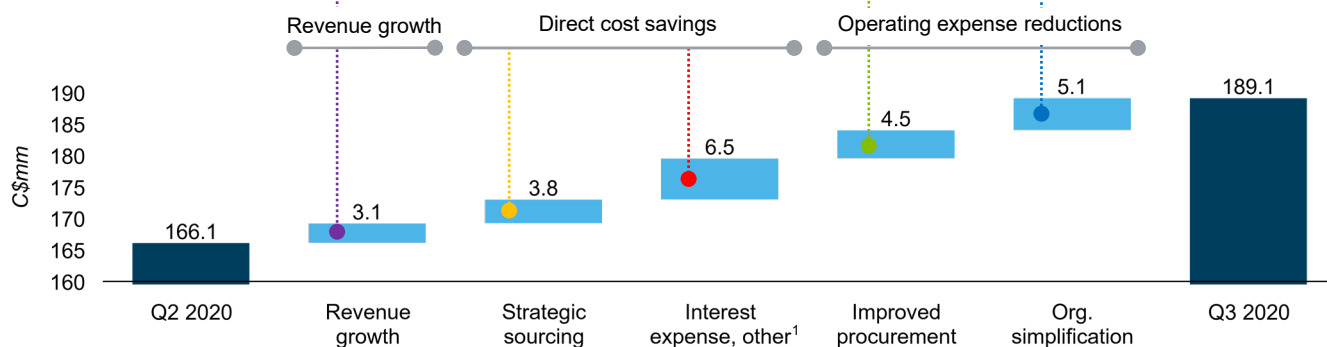 Revenue growth
Direct cost savings
Operating expense reductions
C$mm
190
185
180
175
170
165
160
166.1
3.1
3.8
6.5
4.5
5.1
189.1
Q2 2020
Revenue
growth
Strategic
sourcing
Interest
expense, other¹
Improved
procurement
Org.
simplification
Q3 2020